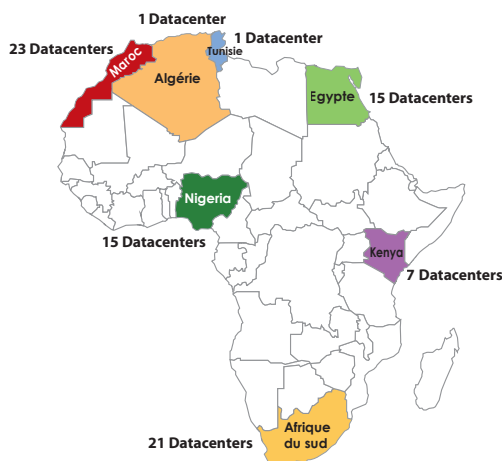 1 Datacenter
1 Datacenter
23 Datacenters
Maroc
Tunisie
Algérie
Egypte
15 Datacenters
Nigeria
15 Datacenters
Kenya
7 Datacenters
Afrique
du sud
21 Datacenters